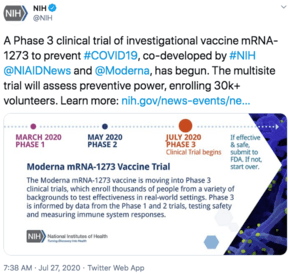 NIH
@NIH
A Phase 3 clinical trial of investigational vaccine mRNA-
1273 to prevent #COVID19, co-developed by #NIH
@NIAIDNews and @Moderna, has begun. The multisite
trial will assess preventive power, enrolling 30k+
volunteers. Learn more: nih.gov/news-events/ne...
MARCH 2020
PHASE 1
MAY 2020
PHASE 2
JULY 2020
PHASE 3
Clinical Trial begins
If effective
& safe,
submit to
FDA. If not,
start over.
Moderna mRNA-1273 Vaccine Trial
The Moderna mRNA-1273 vaccine is moving into Phase 3
clinical trials, which enroll thousands of people from a variety of
backgrounds to test effectiveness in real-world settings. Phase 3
is informed by data from the Phase 1 and 2 trials, testing safety
and measuring immune system responses.
NIH
National Institutes of Health
Turning Discovery Into Health
7:38 AM · Jul 27, 2020 · Twitter Web App